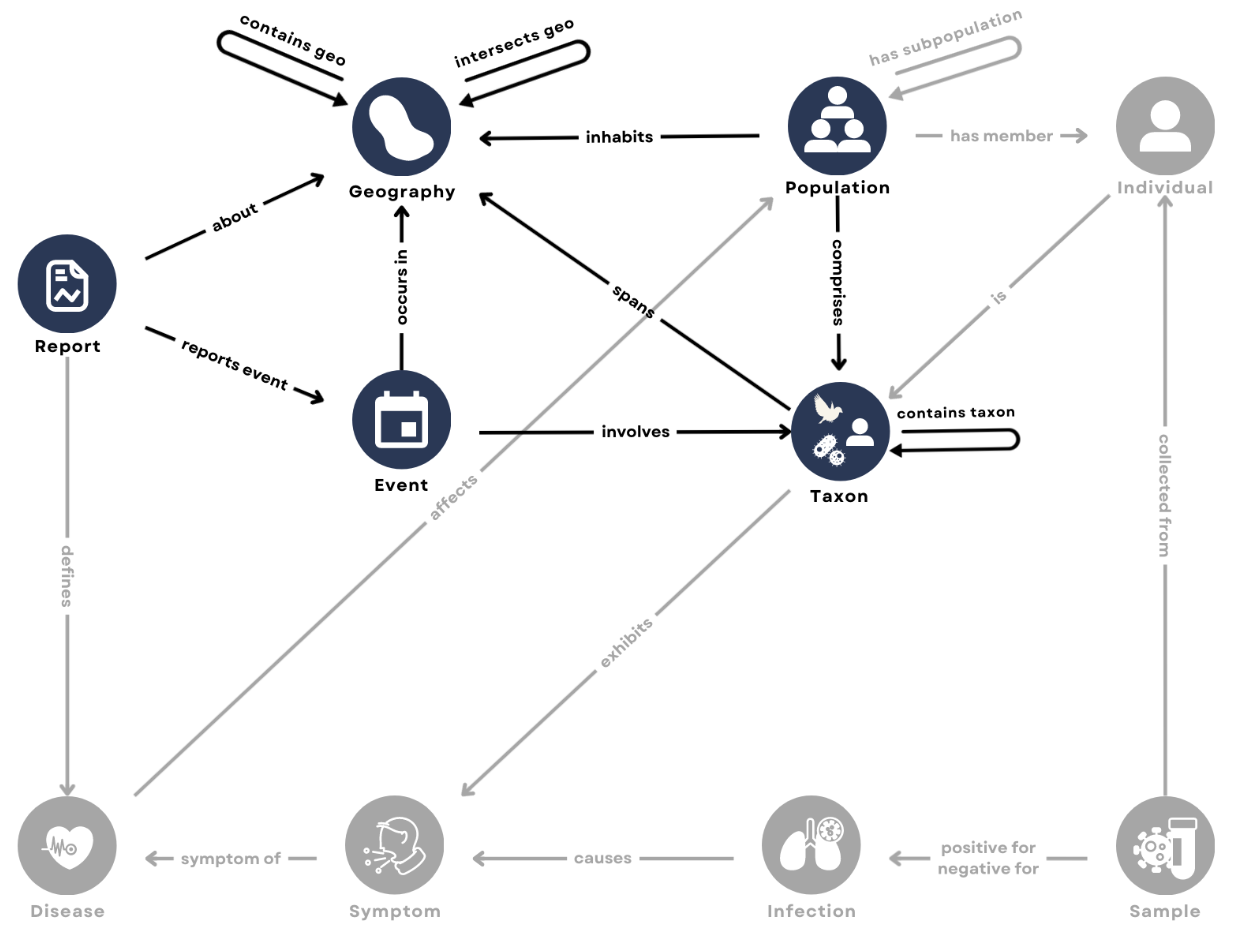 contains geo
intersects geo
has subpopulation
inhabits
has member
Geography
Population
Individual
about
occurs in
comprises
spans
is
Report
reports event
contains taxon
involves
Event
Taxon
affects
collected from
defines
exhibits
symptom of
causes
positive for
negative for
Disease
Symptom
Infection
Sample